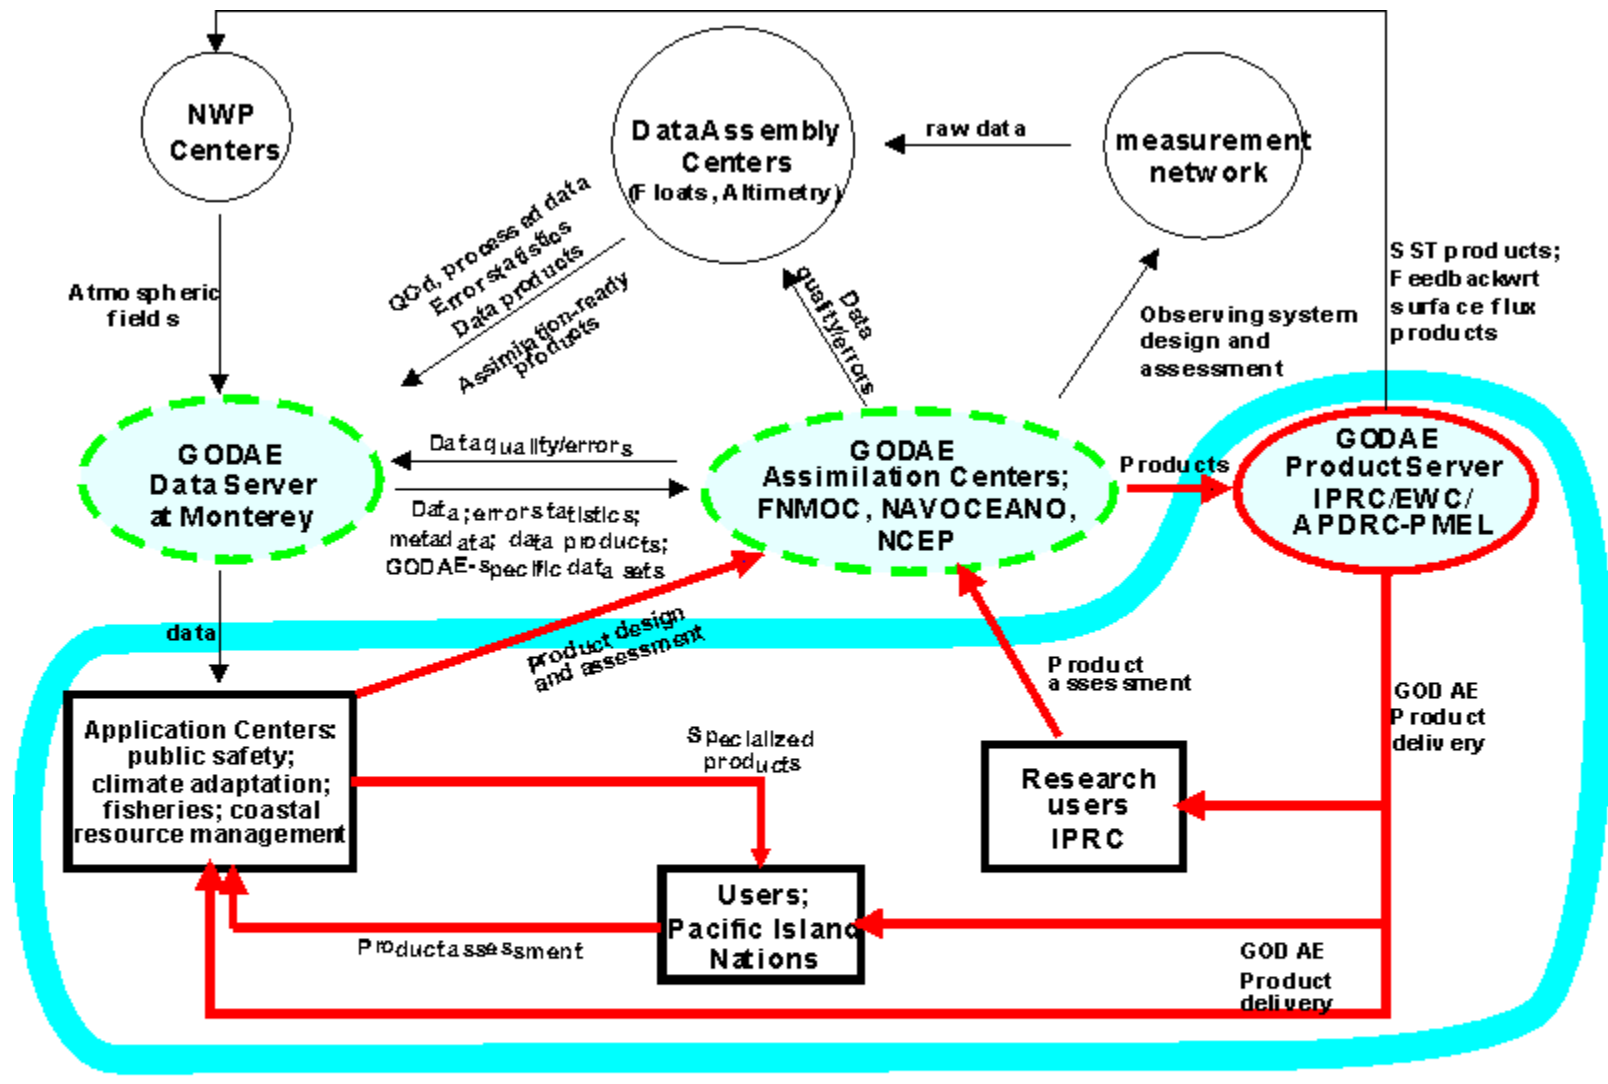 NWP
Centers
Data Assembly
Centers
(Floats, Altimetry)
raw data
measurement
network
QCd, processed data
Error statistics
Data products
Assimilation-ready
products
Atmospheric
fields
Data
quality/errors
Observing system
design and
assessment
SST products;
Feedback wrt
surface flux
products
GODAE
Data Server
at Monterey
Data quality/errors
Data; error statistics;
metadata; data products;
GODAE-specific data sets
GODAE
Assimilation Centers;
FNMOC, NAVOCEANO,
NCEP
Products
GODAE
Product Server
IPRC/EWC/
APDRC-PMEL
data
product design
and assessment
Product
assessment
GODAE
Product
delivery
Application Centers:
public safety;
climate adaptation;
fisheries; coastal
resource management
Specialized
products
Research
users
IPRC
Users;
Pacific Island
Nations
Product assessment
GODAE
Product
delivery